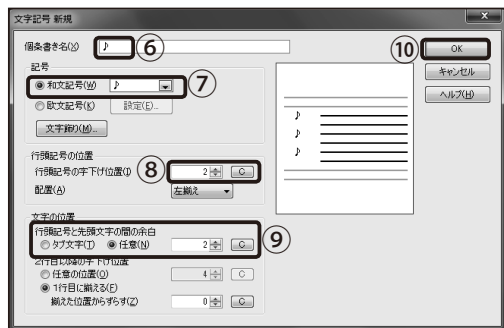 文字記号 新規
個条書き名(X) ♪ ⑥
⑩ OK
キャンセル
ヘルプ(H)
記号
和文記号(W) ♪ ⑦
欧文記号(K) 設定(E)...
文字飾り(M)...
行頭記号の位置
行頭記号の字下げ位置(I) ⑧ 2 C
配置(A) 左揃え
文字の位置
行頭記号と先頭文字の間の余白
タブ文字(T) 任意(N) 2 C ⑨
2行目以降の字下げ位置
任意の位置(O) 4 C
1行目に揃える(F)
揃えた位置からずらす(Z) 0 C
♪
♪
♪